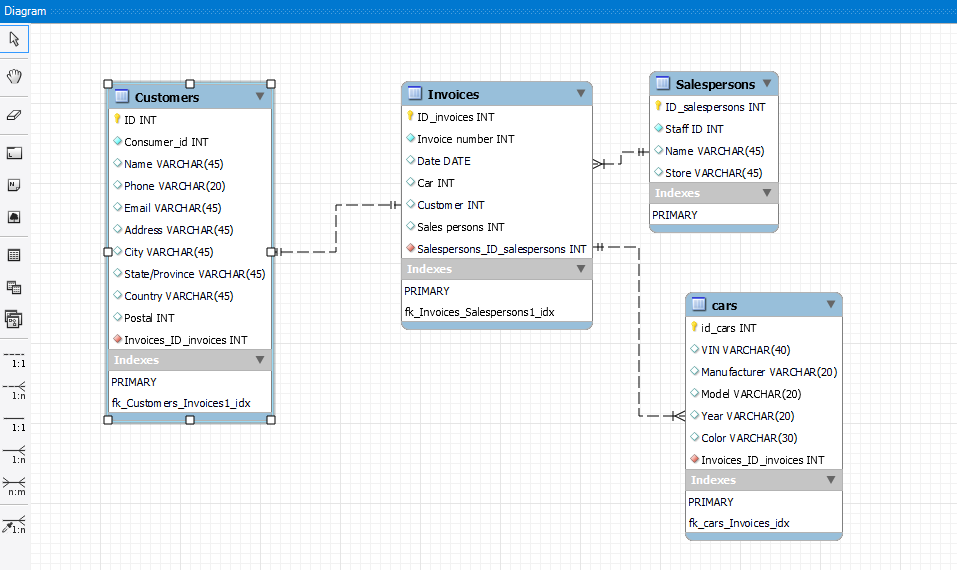 Diagram
1:1
1:n
1:1
1:n
n:m
1:n
Customers
ID INT
Consumer_id INT
Name VARCHAR(45)
Phone VARCHAR(20)
Email VARCHAR(45)
Address VARCHAR(45)
City VARCHAR(45)
State/Province VARCHAR(45)
Country VARCHAR(45)
Postal INT
Invoices_ID_invoices INT
Indexes
PRIMARY
fk_Customers_Invoices1_idx
Invoices
ID_invoices INT
Invoice number INT
Date DATE
Car INT
Customer INT
Sales persons INT
Salespersons_ID_salespersons INT
Indexes
PRIMARY
fk_Invoices_Salespersons1_idx
Salespersons
ID_salespersons INT
Staff ID INT
Name VARCHAR(45)
Store VARCHAR(45)
Indexes
PRIMARY
cars
id_cars INT
VIN VARCHAR(40)
Manufacturer VARCHAR(20)
Model VARCHAR(20)
Year VARCHAR(20)
Color VARCHAR(30)
Invoices_ID_invoices INT
Indexes
PRIMARY
fk_cars_Invoices_idx